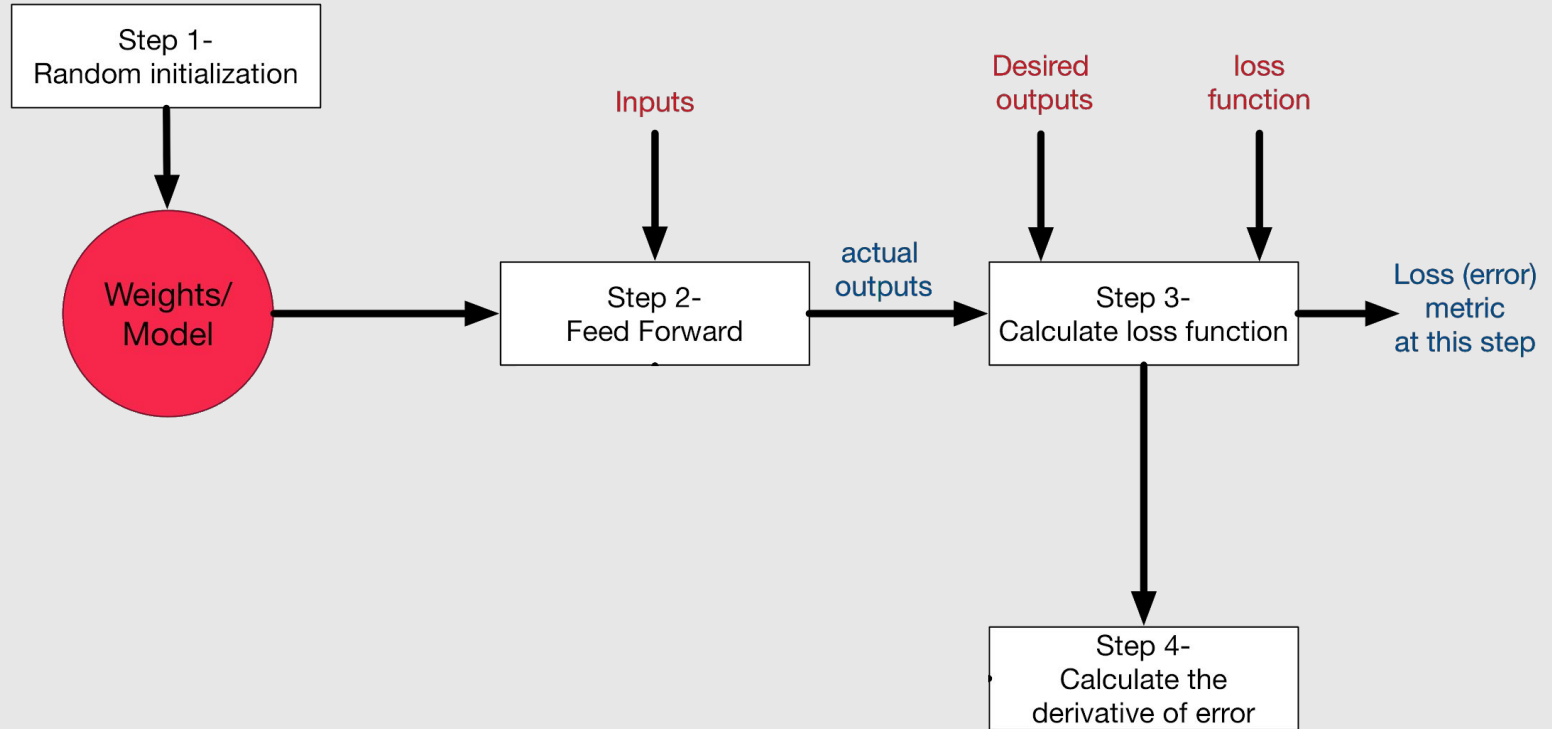 Step 1-
Random initialization
Weights/
Model
Inputs
Step 2-
Feed Forward
actual
outputs
Desired
outputs
loss
function
Step 3-
Calculate loss function
Loss (error)
metric
at this step
Step 4-
Calculate the
derivative of error